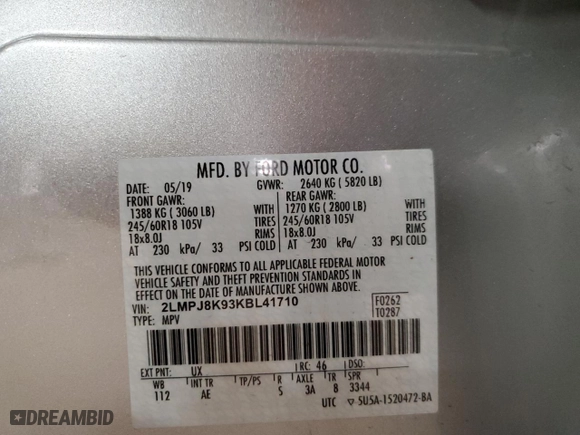 MFD. BY FORD MOTOR CO.
DATE: 05/19 GVWR: 2640 KG ( 5820 LB)
FRONT GAWR: REAR GAWR:
1388 KG ( 3060 LB) WITH 1270 KG ( 2800 LB) WITH
245/60R18 105V TIRES 245/60R18 105V TIRES
18x8.0J RIMS 18x8.0J RIMS
AT 230 kPa/ 33 PSI COLD AT 230 kPa/ 33 PSI COLD
THIS VEHICLE CONFORMS TO ALL APPLICABLE FEDERAL MOTOR
VEHICLE SAFETY AND THEFT PREVENTION STANDARDS IN
EFFECT ON THE DATE OF MANUFACTURE SHOWN ABOVE.
VIN: 2LMPJ8K93KBL41710 F0262
TYPE: MPV T0287
EXT PNT: UX RC: 46 DSO:
WB INT TR TP/PS R AXLE TR SPR
112 AE 5 3A 8 3344
UTC ▽ 5U5A-1520472-BA
DREAMBID